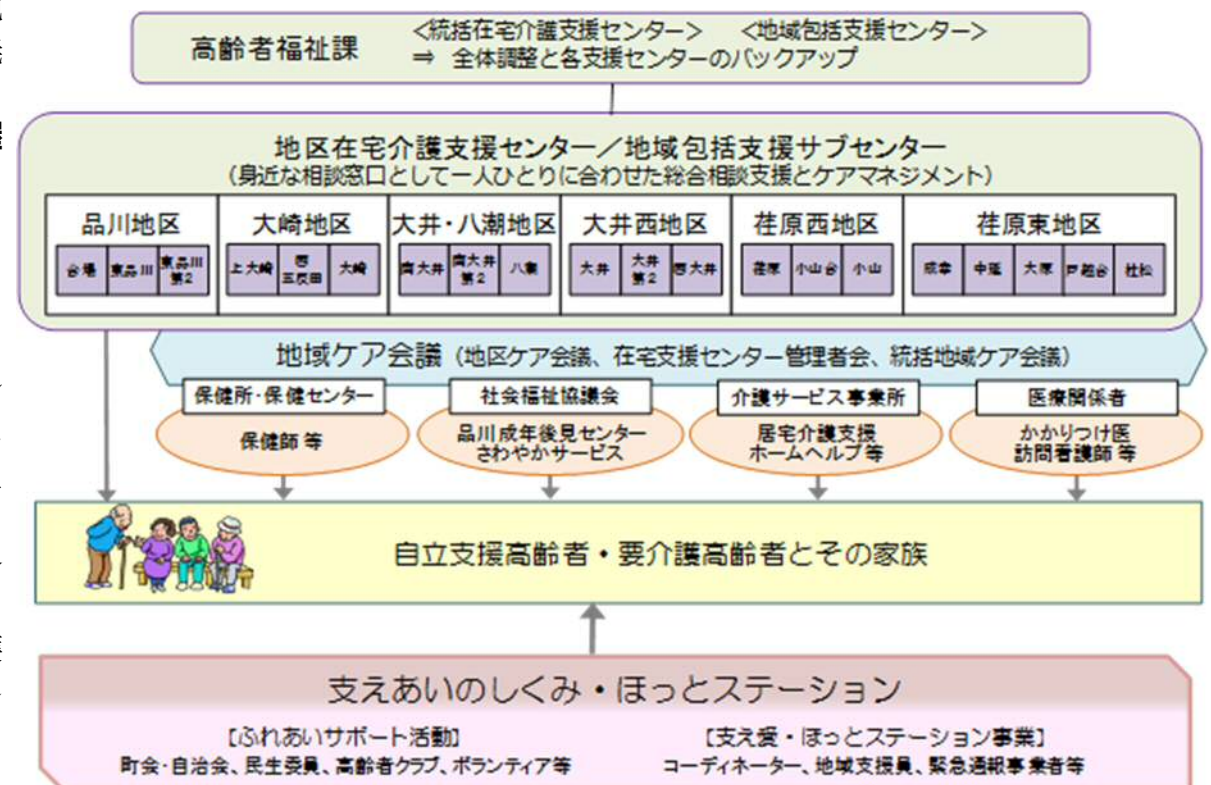 高齢者福祉課
<統括在宅介護支援センター> <地域包括支援センター>
⇒ 全体調整と各支援センターのバックアップ
地区在宅介護支援センター／地域包括支援サブセンター
(身近な相談窓口として一人ひとりに合わせた総合相談支援とケアマネジメント)
品川地区
台場
東品川
東品川
第2
大崎地区
上大崎
西
五反田
大崎
大井・八潮地区
南大井
南大井
第2
八潮
大井西地区
大井
大井
第2
西大井
荏原西地区
荏原
小山台
小山
荏原東地区
成幸
中延
大原
戸越台
杜松
地域ケア会議（地区ケア会議、在宅支援センター管理者会、統括地域ケア会議）
保健所・保健センター
保健師 等
社会福祉協議会
品川成年後見センター
さわやかサービス
介護サービス事業所
居宅介護支援
ホームヘルプ等
医療関係者
かかりつけ医
訪問看護師 等
自立支援高齢者・要介護高齢者とその家族
支えあいのしくみ・ほっとステーション
【ふれあいサポート活動】
町会・自治会、民生委員、高齢者クラブ、ボランティア等
【支え愛・ほっとステーション事業】
コーディネーター、地域支援員、緊急通報事業者等